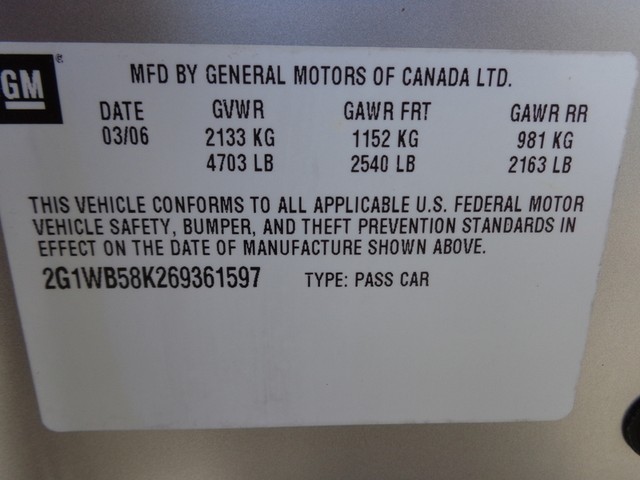 GM®
MFD BY GENERAL MOTORS OF CANADA LTD.
DATE GVWR GAWR FRT GAWR RR
03/06 2133 KG 1152 KG 981 KG
4703 LB 2540 LB 2163 LB
THIS VEHICLE CONFORMS TO ALL APPLICABLE U.S. FEDERAL MOTOR
VEHICLE SAFETY, BUMPER, AND THEFT PREVENTION STANDARDS IN
EFFECT ON THE DATE OF MANUFACTURE SHOWN ABOVE.
2G1WB58K269361597 TYPE: PASS CAR